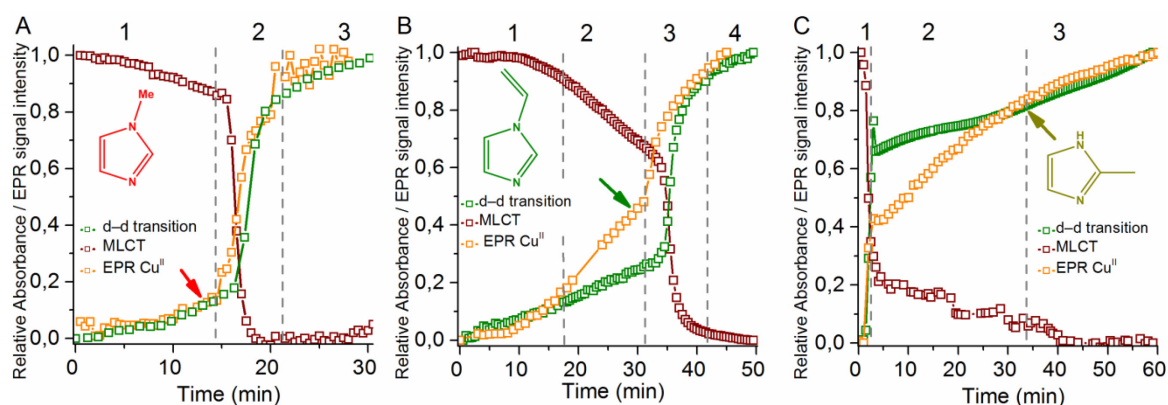 A
1 2 3
Relative Absorbance / EPR signal intensity
1,0
0,8
0,6
0,4
0,2
0,0
Me
N
N
d–d transition
MLCT
EPR Cu^II
0 10 20 30
Time (min)
B
1 2 3 4
Relative Absorbance / EPR signal intensity
1,0
0,8
0,6
0,4
0,2
0,0
N
N
d–d transition
MLCT
EPR Cu^II
0 10 20 30 40 50
Time (min)
C
1 2 3
Relative Absorbance / EPR signal intensity
1,0
0,8
0,6
0,4
0,2
0,0
H
N
N
d–d transition
MLCT
EPR Cu^II
0 10 20 30 40 50 60
Time (min)